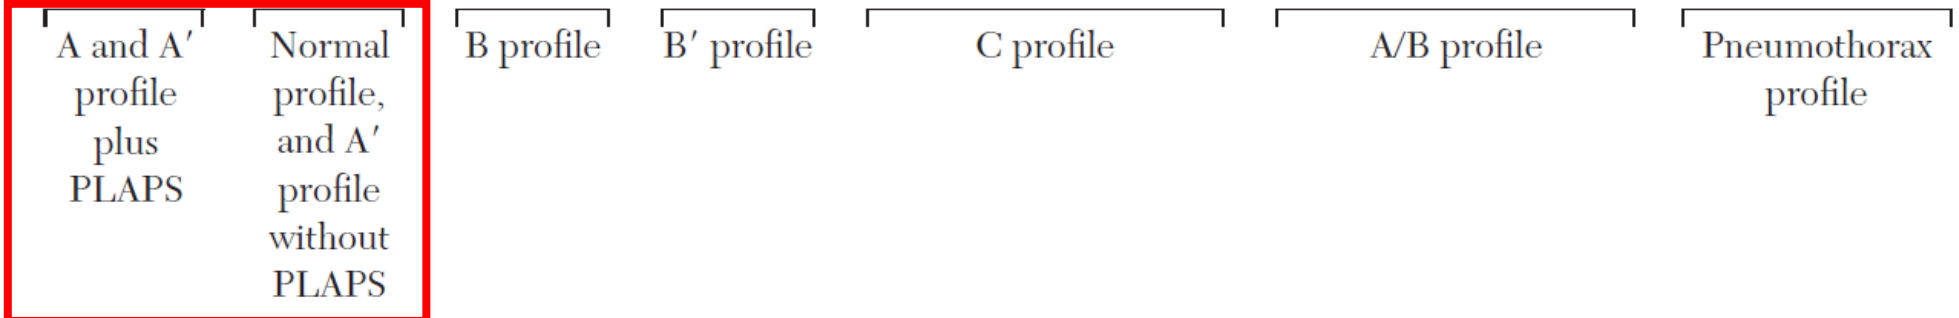 A and A′
profile
plus
PLAPS
Normal
profile,
and A′
profile
without
PLAPS
B profile
B′ profile
C profile
A/B profile
Pneumothorax
profile